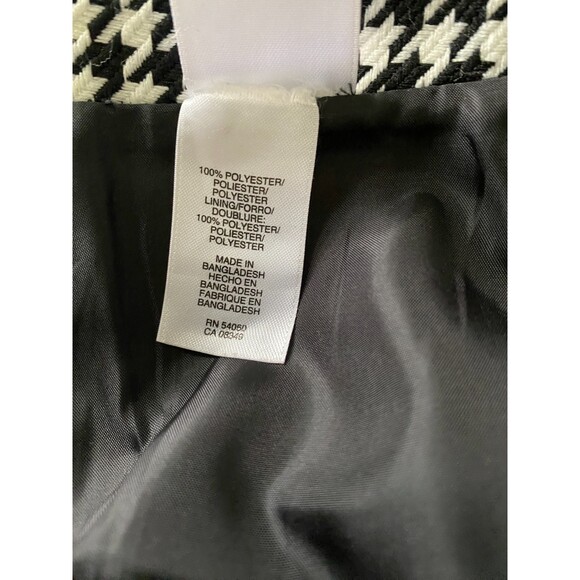 100% POLYESTER/
POLIESTER/
POLYESTER
LINING/FORRO/
DOUBLURE:
100% POLYESTER/
POLIESTER/
POLYESTER
MADE IN
BANGLADESH
HECHO EN
BANGLADESH
FABRIQUE EN
BANGLADESH
RN 54050
CA 08349